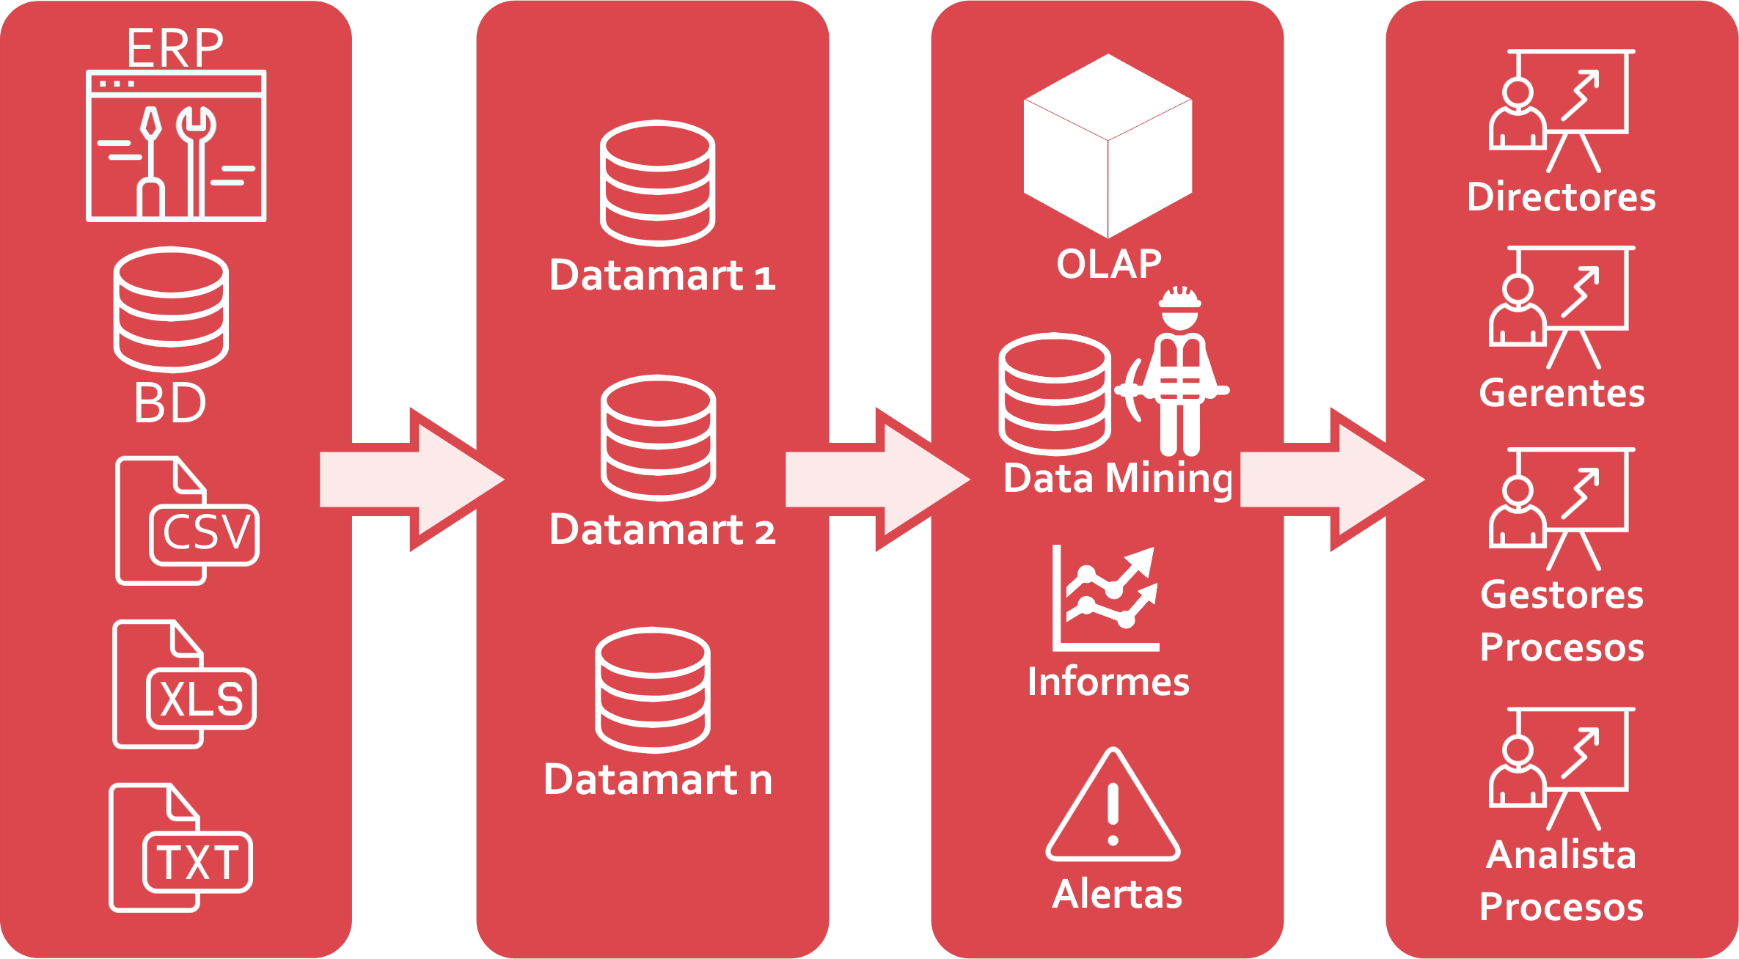 ERP
BD
CSV
XLS
TXT
Datamart 1
Datamart 2
Datamart n
OLAP
Data Mining
Informes
Alertas
Directores
Gerentes
Gestores
Procesos
Analista
Procesos